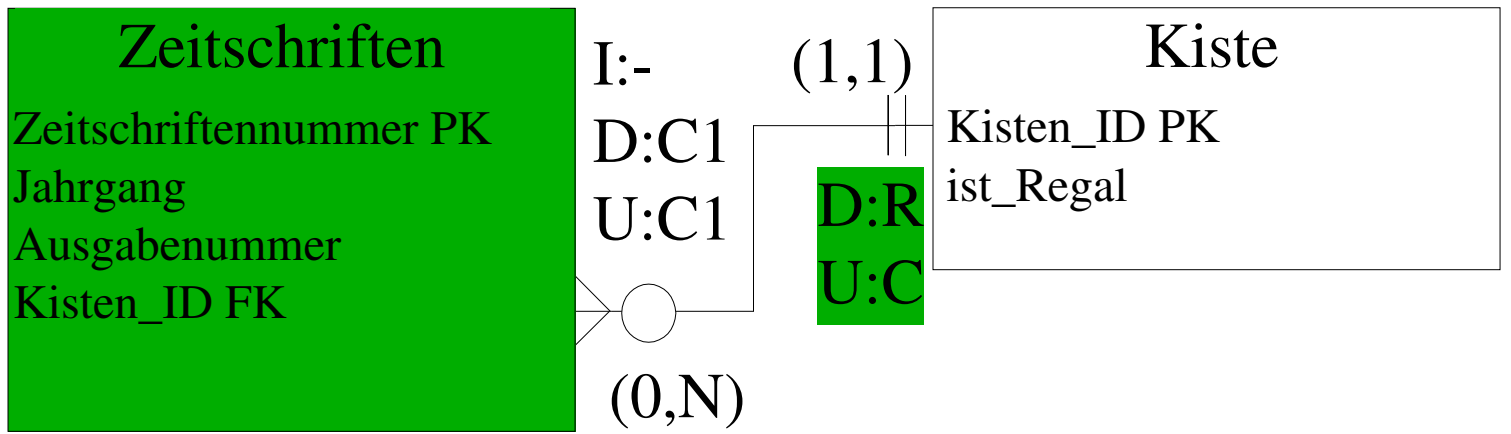 Zeitschriften
Zeitschriftennummer PK
Jahrgang
Ausgabenummer
Kisten_ID FK
I:-
D:C1
U:C1
(0,N)
(1,1)
D:R
U:C
Kiste
Kisten_ID PK
ist_Regal